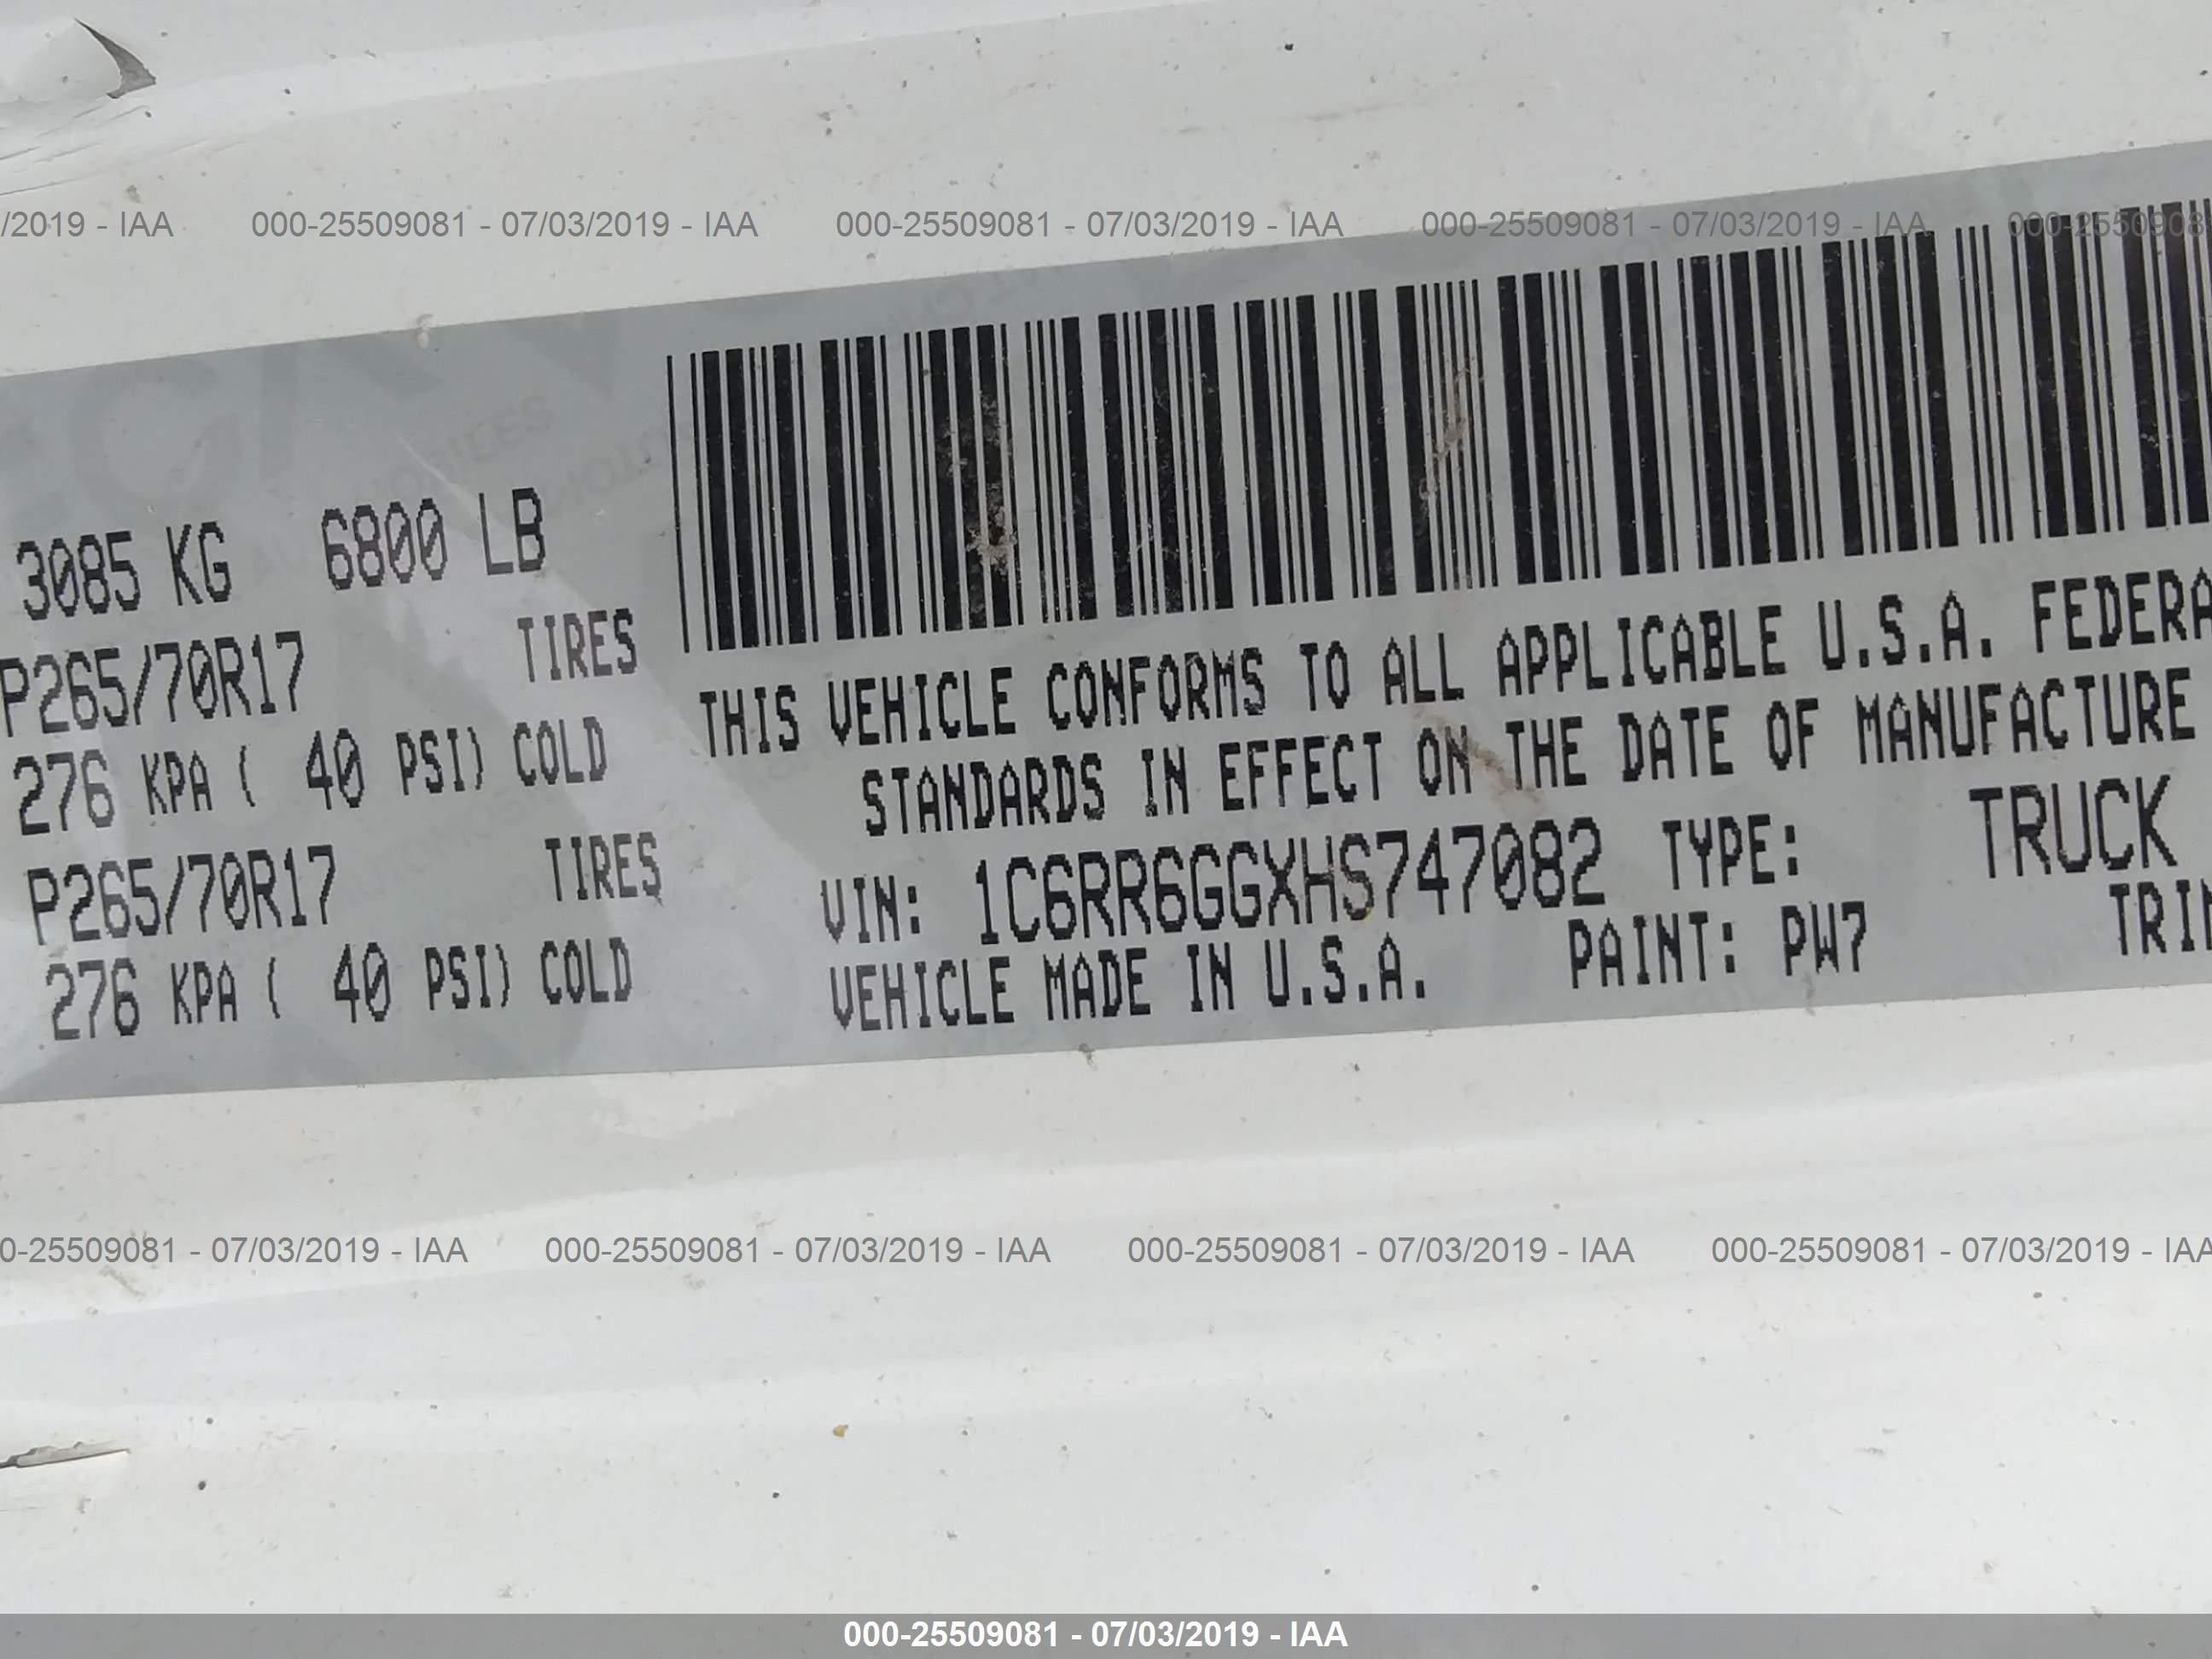 /2019 - IAA 000-25509081 - 07/03/2019 - IAA 000-25509081 - 07/03/2019 - IAA 000-25509081 - 07/03/2019 - IAA 000-2550908
3085 KG 6800 LB
P265/70R17 TIRES
276 KPA ( 40 PSI) COLD
P265/70R17 TIRES
276 KPA ( 40 PSI) COLD
THIS VEHICLE CONFORMS TO ALL APPLICABLE U.S.A. FEDERA
STANDARDS IN EFFECT ON THE DATE OF MANUFACTURE
VIN: 1C6RR6GGXHS747082 TYPE: TRUCK
VEHICLE MADE IN U.S.A. PAINT: PW7 TRIM
0-25509081 - 07/03/2019 - IAA 000-25509081 - 07/03/2019 - IAA 000-25509081 - 07/03/2019 - IAA 000-25509081 - 07/03/2019 - IAA
000-25509081 - 07/03/2019 - IAA